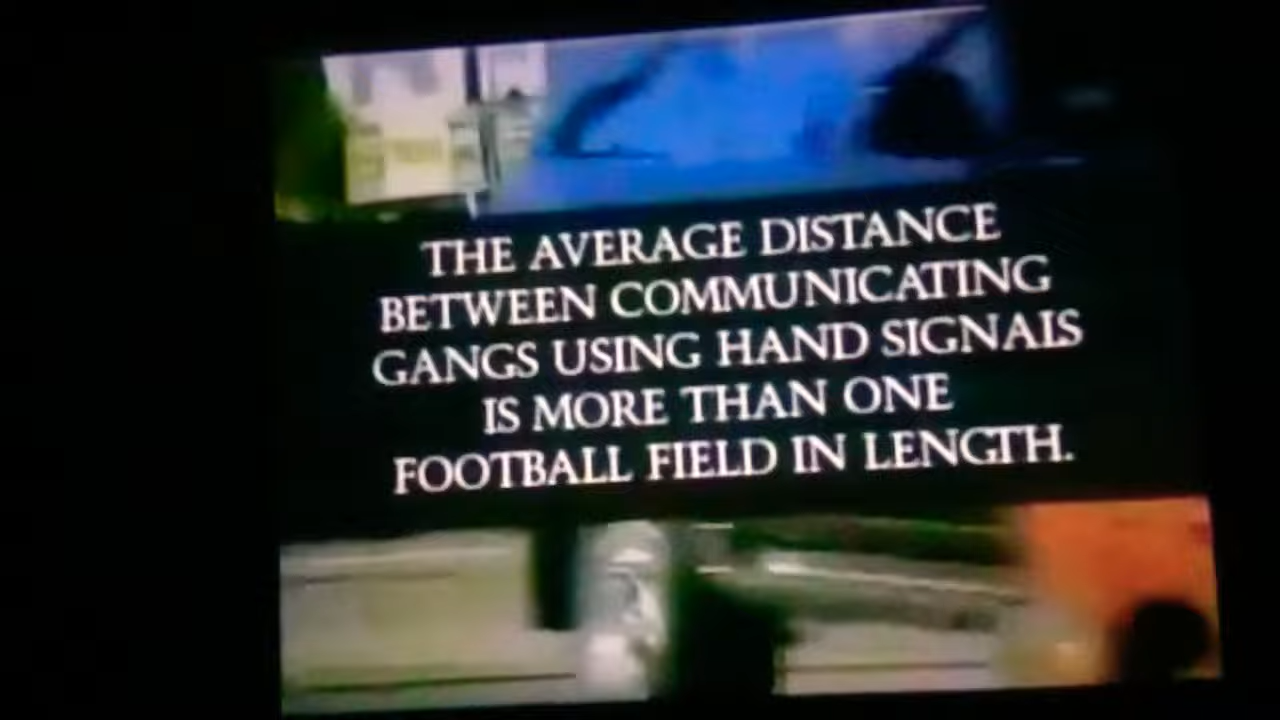 THE AVERAGE DISTANCE
BETWEEN COMMUNICATING
GANGS USING HAND SIGNALS
IS MORE THAN ONE
FOOTBALL FIELD IN LENGTH.